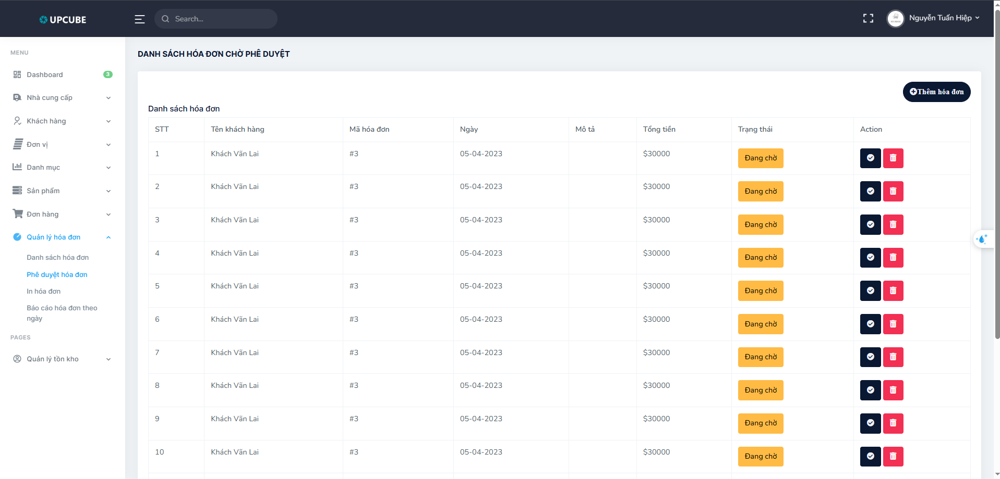 UPCUBE
Search...
Nguyễn Tuấn Hiệp
MENU
Dashboard 3
Nhà cung cấp
Khách hàng
Đơn vị
Danh mục
Sản phẩm
Đơn hàng
Quản lý hóa đơn
Danh sách hóa đơn
Phê duyệt hóa đơn
In hóa đơn
Báo cáo hóa đơn theo
ngày
PAGES
Quản lý tồn kho
DANH SÁCH HÓA ĐƠN CHỜ PHÊ DUYỆT
Thêm hóa đơn
Danh sách hóa đơn
STT Tên khách hàng Mã hóa đơn Ngày Mô tả Tổng tiền Trạng thái Action
1 Khách Vãn Lai #3 05-04-2023 $30000 Đang chờ
2 Khách Vãn Lai #3 05-04-2023 $30000 Đang chờ
3 Khách Vãn Lai #3 05-04-2023 $30000 Đang chờ
4 Khách Vãn Lai #3 05-04-2023 $30000 Đang chờ
5 Khách Vãn Lai #3 05-04-2023 $30000 Đang chờ
6 Khách Vãn Lai #3 05-04-2023 $30000 Đang chờ
7 Khách Vãn Lai #3 05-04-2023 $30000 Đang chờ
8 Khách Vãn Lai #3 05-04-2023 $30000 Đang chờ
9 Khách Vãn Lai #3 05-04-2023 $30000 Đang chờ
10 Khách Vãn Lai #3 05-04-2023 $30000 Đang chờ